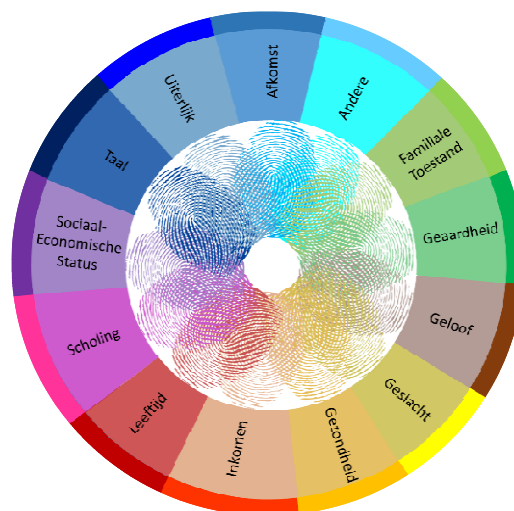 Afkomst
Andere
Familiale
Toestand
Geaardheid
Geloof
Geslacht
Gezondheid
Inkomen
Leeftijd
Scholing
Sociaal-
Economische
Status
Taal
Uiterlijk